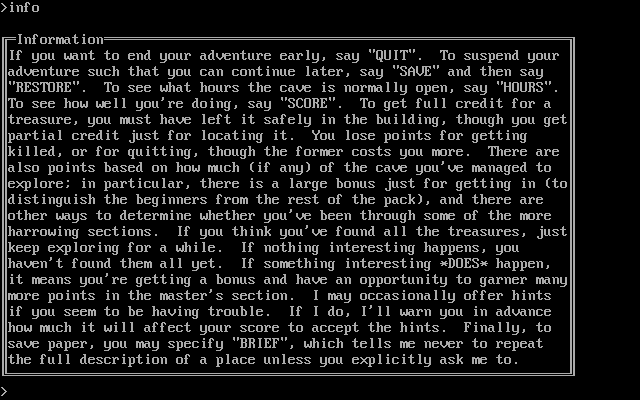 >info
Information
If you want to end your adventure early, say "QUIT".  To suspend your
adventure such that you can continue later, say "SAVE" and then say
"RESTORE".  To see what hours the cave is normally open, say "HOURS".
To see how well you're doing, say "SCORE".  To get full credit for a
treasure, you must have left it safely in the building, though you get
partial credit just for locating it.  You lose points for getting
killed, or for quitting, though the former costs you more.  There are
also points based on how much (if any) of the cave you've managed to
explore; in particular, there is a large bonus just for getting in (to
distinguish the beginners from the rest of the pack), and there are
other ways to determine whether you've been through some of the more
harrowing sections.  If you think you've found all the treasures, just
keep exploring for a while.  If nothing interesting happens, you
haven't found them all yet.  If something interesting *DOES* happen,
it means you're getting a bonus and have an opportunity to garner many
more points in the master's section.  I may occasionally offer hints
if you seem to be having trouble.  If I do, I'll warn you in advance
how much it will affect your score to accept the hints.  Finally, to
save paper, you may specify "BRIEF", which tells me never to repeat
the full description of a place unless you explicitly ask me to.
>